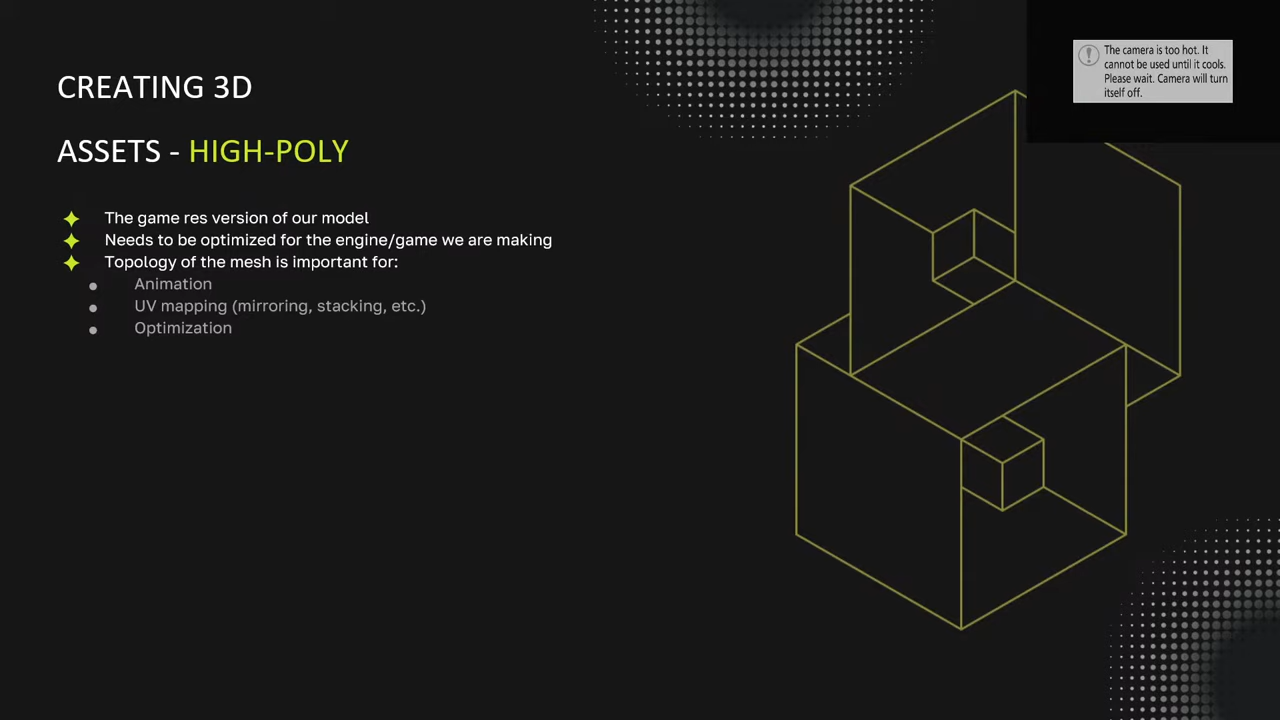 CREATING 3D
ASSETS - HIGH-POLY
The game res version of our model
Needs to be optimized for the engine/game we are making
Topology of the mesh is important for:
Animation
UV mapping (mirroring, stacking, etc.)
Optimization
The camera is too hot. It
cannot be used until it cools.
Please wait. Camera will turn
itself off.